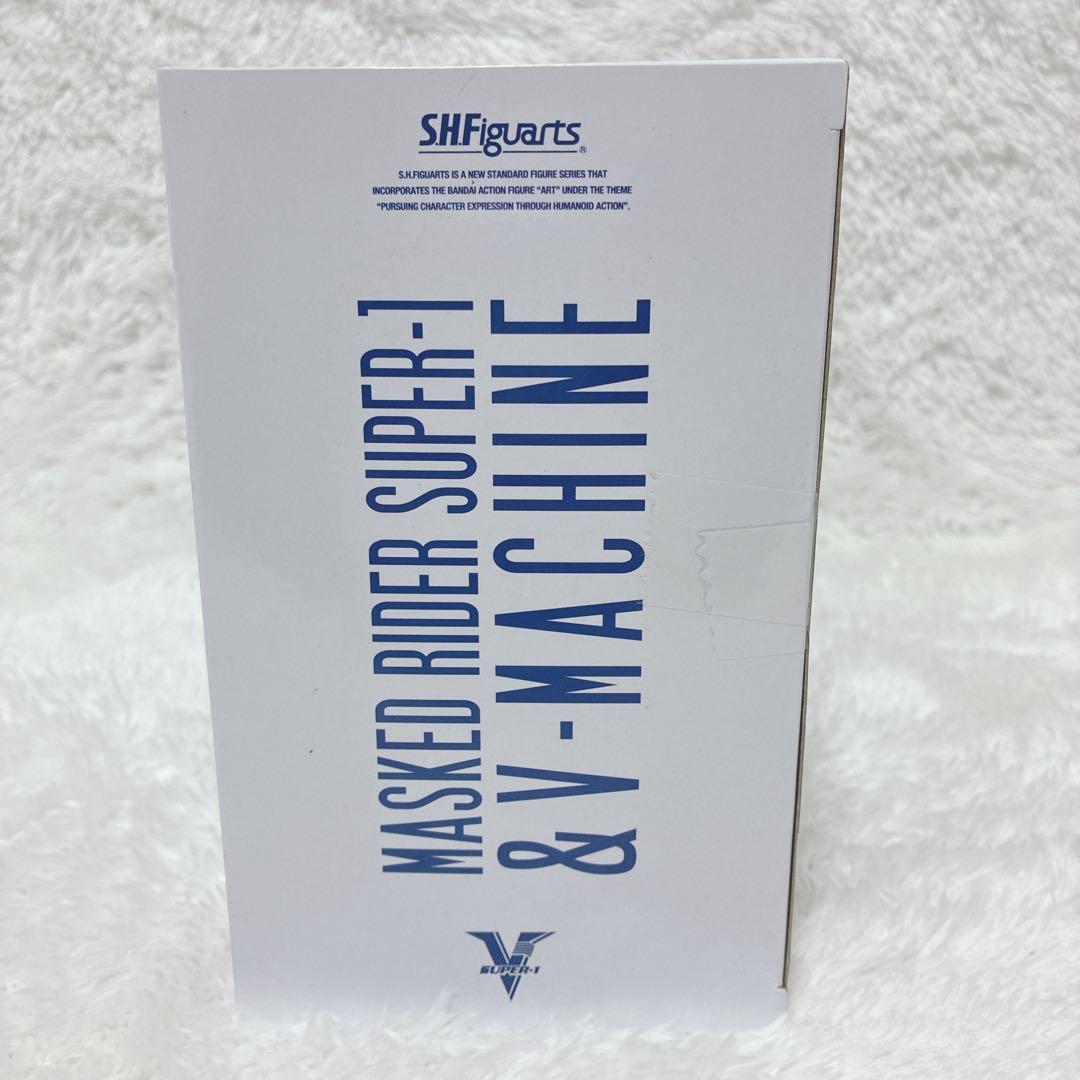 S.H.Figuarts®
S.H.FIGUARTS IS A NEW STANDARD FIGURE SERIES THAT
INCORPORATES THE BANDAI ACTION FIGURE "ART" UNDER THE THEME
"PURSUING CHARACTER EXPRESSION THROUGH HUMANOID ACTION".
MASKED RIDER SUPER-1
& V-MACHINE
V
SUPER-1